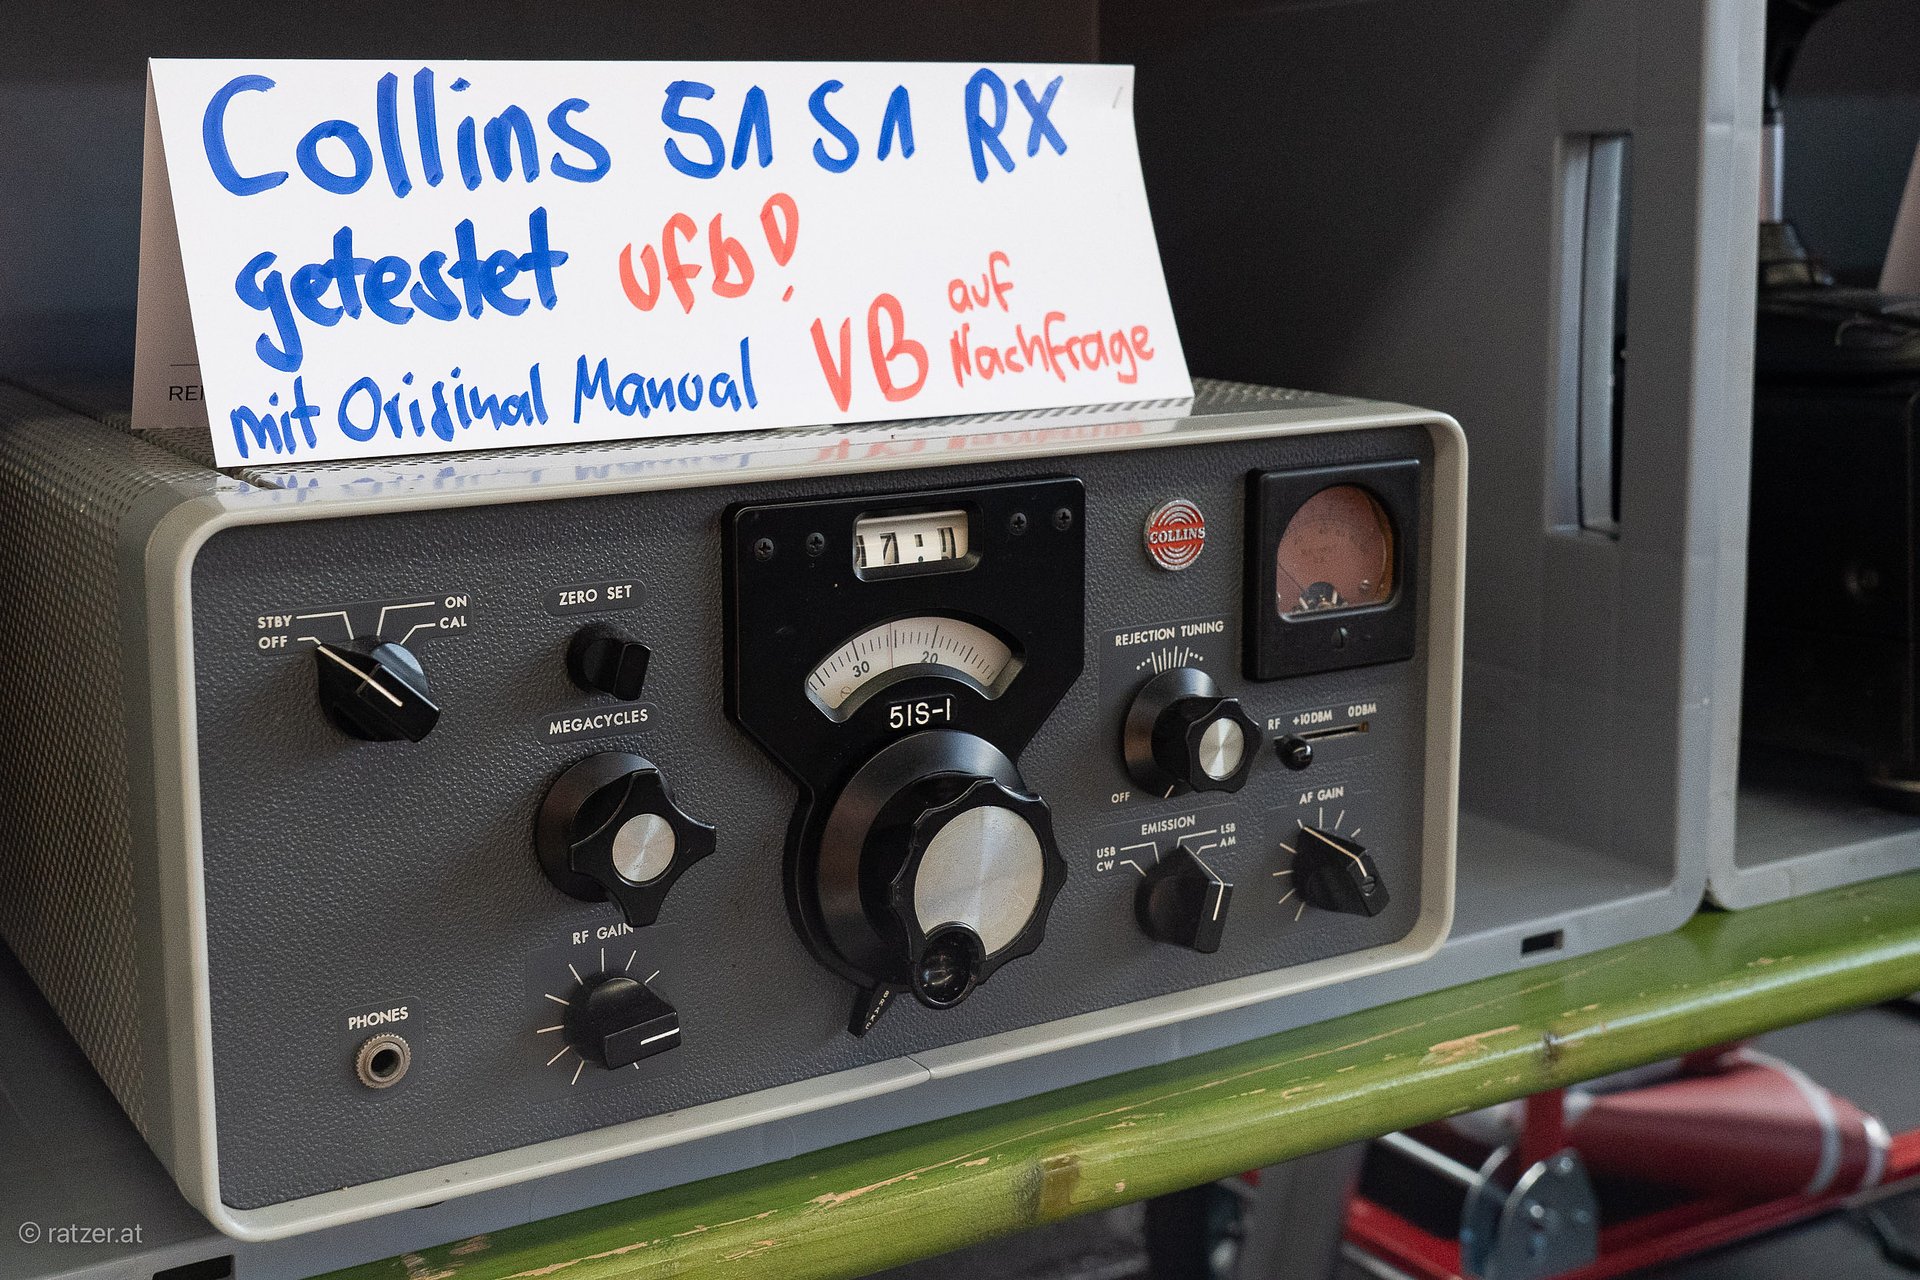 Collins 51S1 RX
getestet ufb!
mit Original Manual VB auf Nachfrage
REI
COLLINS
STBY
OFF
ON
CAL
ZERO SET
MEGACYCLES
30 20
51S-1
REJECTION TUNING
OFF
RF +10DBM 0DBM
EMISSION
USB
CW
LSB
AM
AF GAIN
RF GAIN
PHONES
© ratzer.at